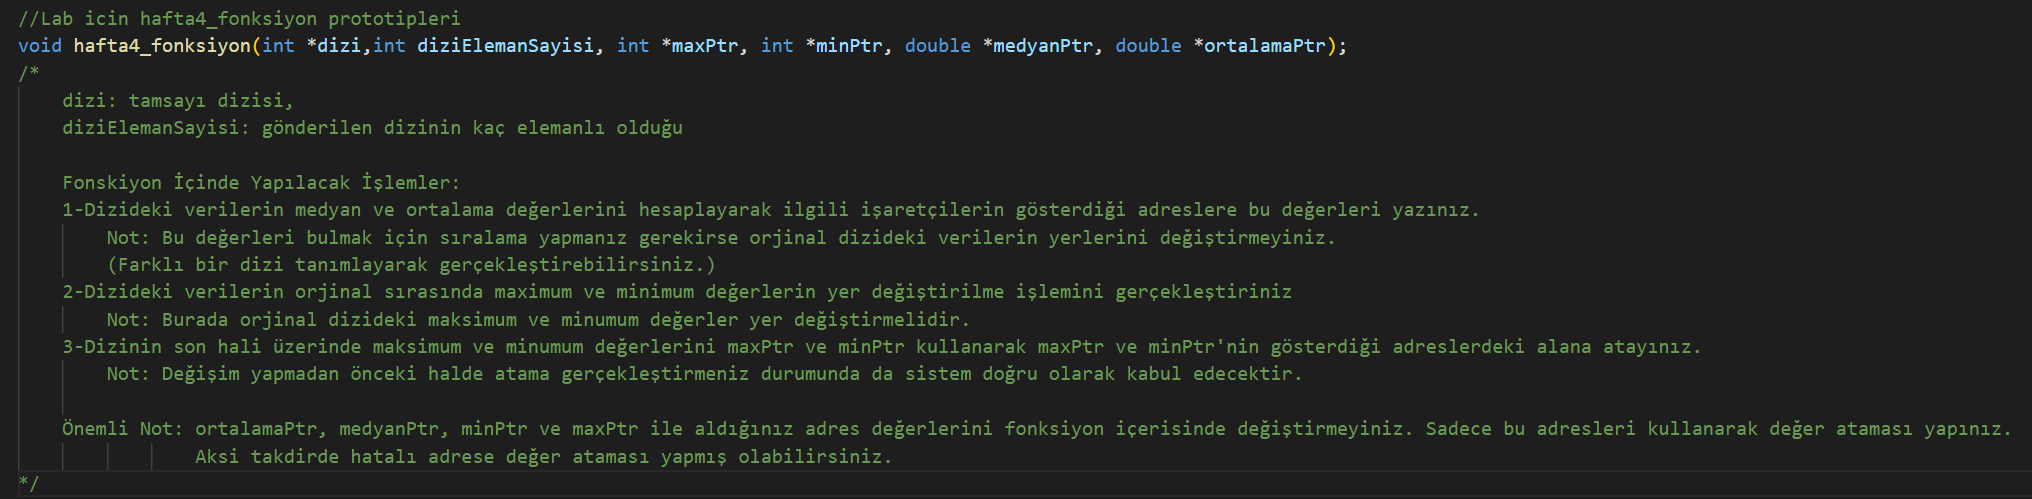 //Lab icin hafta4_fonksiyon prototipleri
void hafta4_fonksiyon(int *dizi,int diziElemanSayisi, int *maxPtr, int *minPtr, double *medyanPtr, double *ortalamaPtr);
/*
dizi: tamsayı dizisi,
diziElemanSayisi: gönderilen dizinin kaç elemanlı olduğu
Fonskiyon İçinde Yapılacak İşlemler:
1-Dizideki verilerin medyan ve ortalama değerlerini hesaplayarak ilgili işaretçilerin gösterdiği adreslere bu değerleri yazınız.
Not: Bu değerleri bulmak için sıralama yapmanız gerekirse orjinal dizideki verilerin yerlerini değiştirmeyiniz.
(Farklı bir dizi tanımlayarak gerçekleştirebilirsiniz.)
2-Dizideki verilerin orjinal sırasında maximum ve minimum değerlerin yer değiştirilme işlemini gerçekleştiriniz
Not: Burada orjinal dizideki maksimum ve minumum değerler yer değiştirmelidir.
3-Dizinin son hali üzerinde maksimum ve minumum değerlerini maxPtr ve minPtr kullanarak maxPtr ve minPtr'nin gösterdiği adreslerdeki alana atayınız.
Not: Değişim yapmadan önceki halde atama gerçekleştirmeniz durumunda da sistem doğru olarak kabul edecektir.
Önemli Not: ortalamaPtr, medyanPtr, minPtr ve maxPtr ile aldığınız adres değerlerini fonksiyon içerisinde değiştirmeyiniz. Sadece bu adresleri kullanarak değer ataması yapınız.
Aksi takdirde hatalı adrese değer ataması yapmış olabilirsiniz.
*/